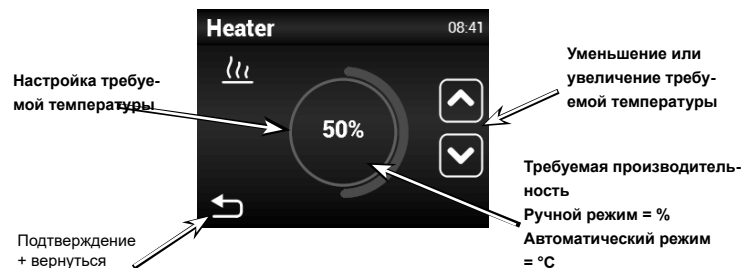 Heater
08:41
50%
Настройка требуе-
мой температуры
Уменьшение или
увеличение требу-
емой температуры
Требуемая производитель-
ность
Ручной режим = %
Автоматический режим
= °C
Подтверждение
+ вернуться